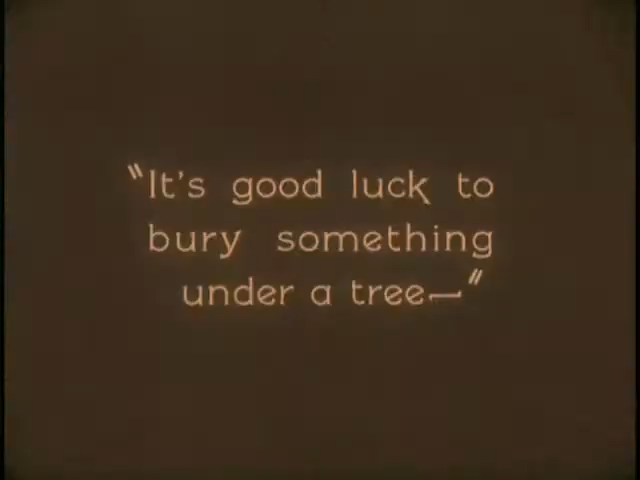 "It's good luck to
bury something
under a tree—"